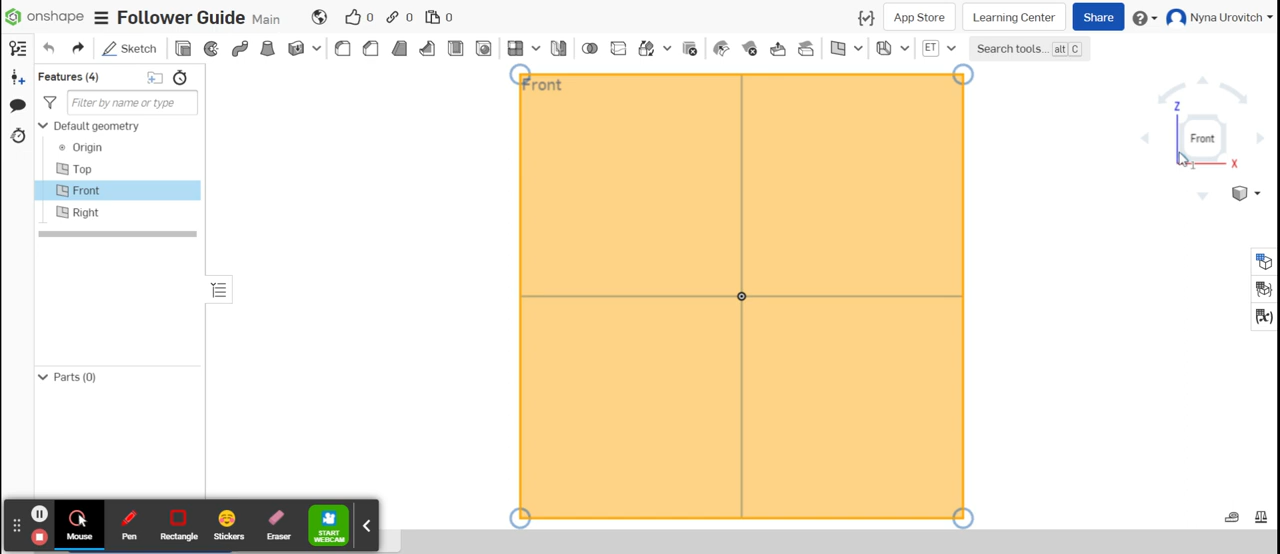 onshape Follower Guide Main 0 0 0 App Store Learning Center Share Nyna Urovitch
Sketch ET Search tools... alt C
Features (4)
Filter by name or type
Default geometry
Origin
Top
Front
Right
Parts (0)
Front
Z
Front
X
Mouse Pen Rectangle Stickers Eraser START
WEBCAM